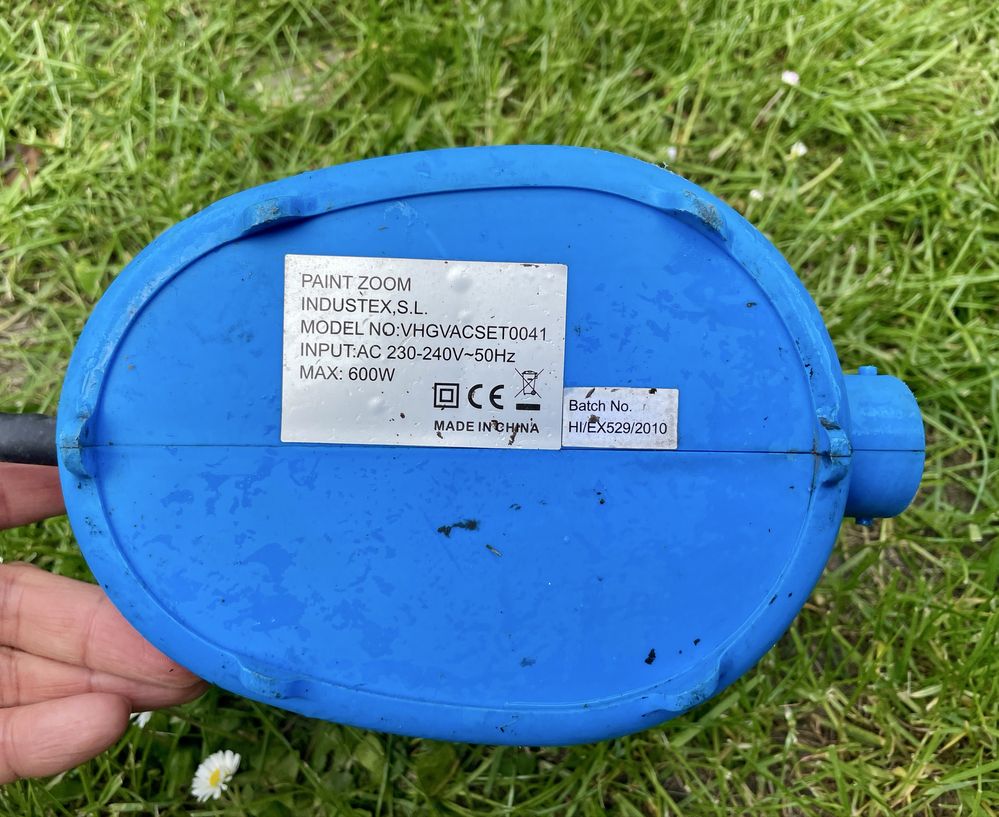 PAINT ZOOM
INDUSTEX,S.L.
MODEL NO:VHGVACSET0041
INPUT:AC 230-240V~50Hz
MAX: 600W
CE
MADE IN CHINA
Batch No.
HI/EX529/2010